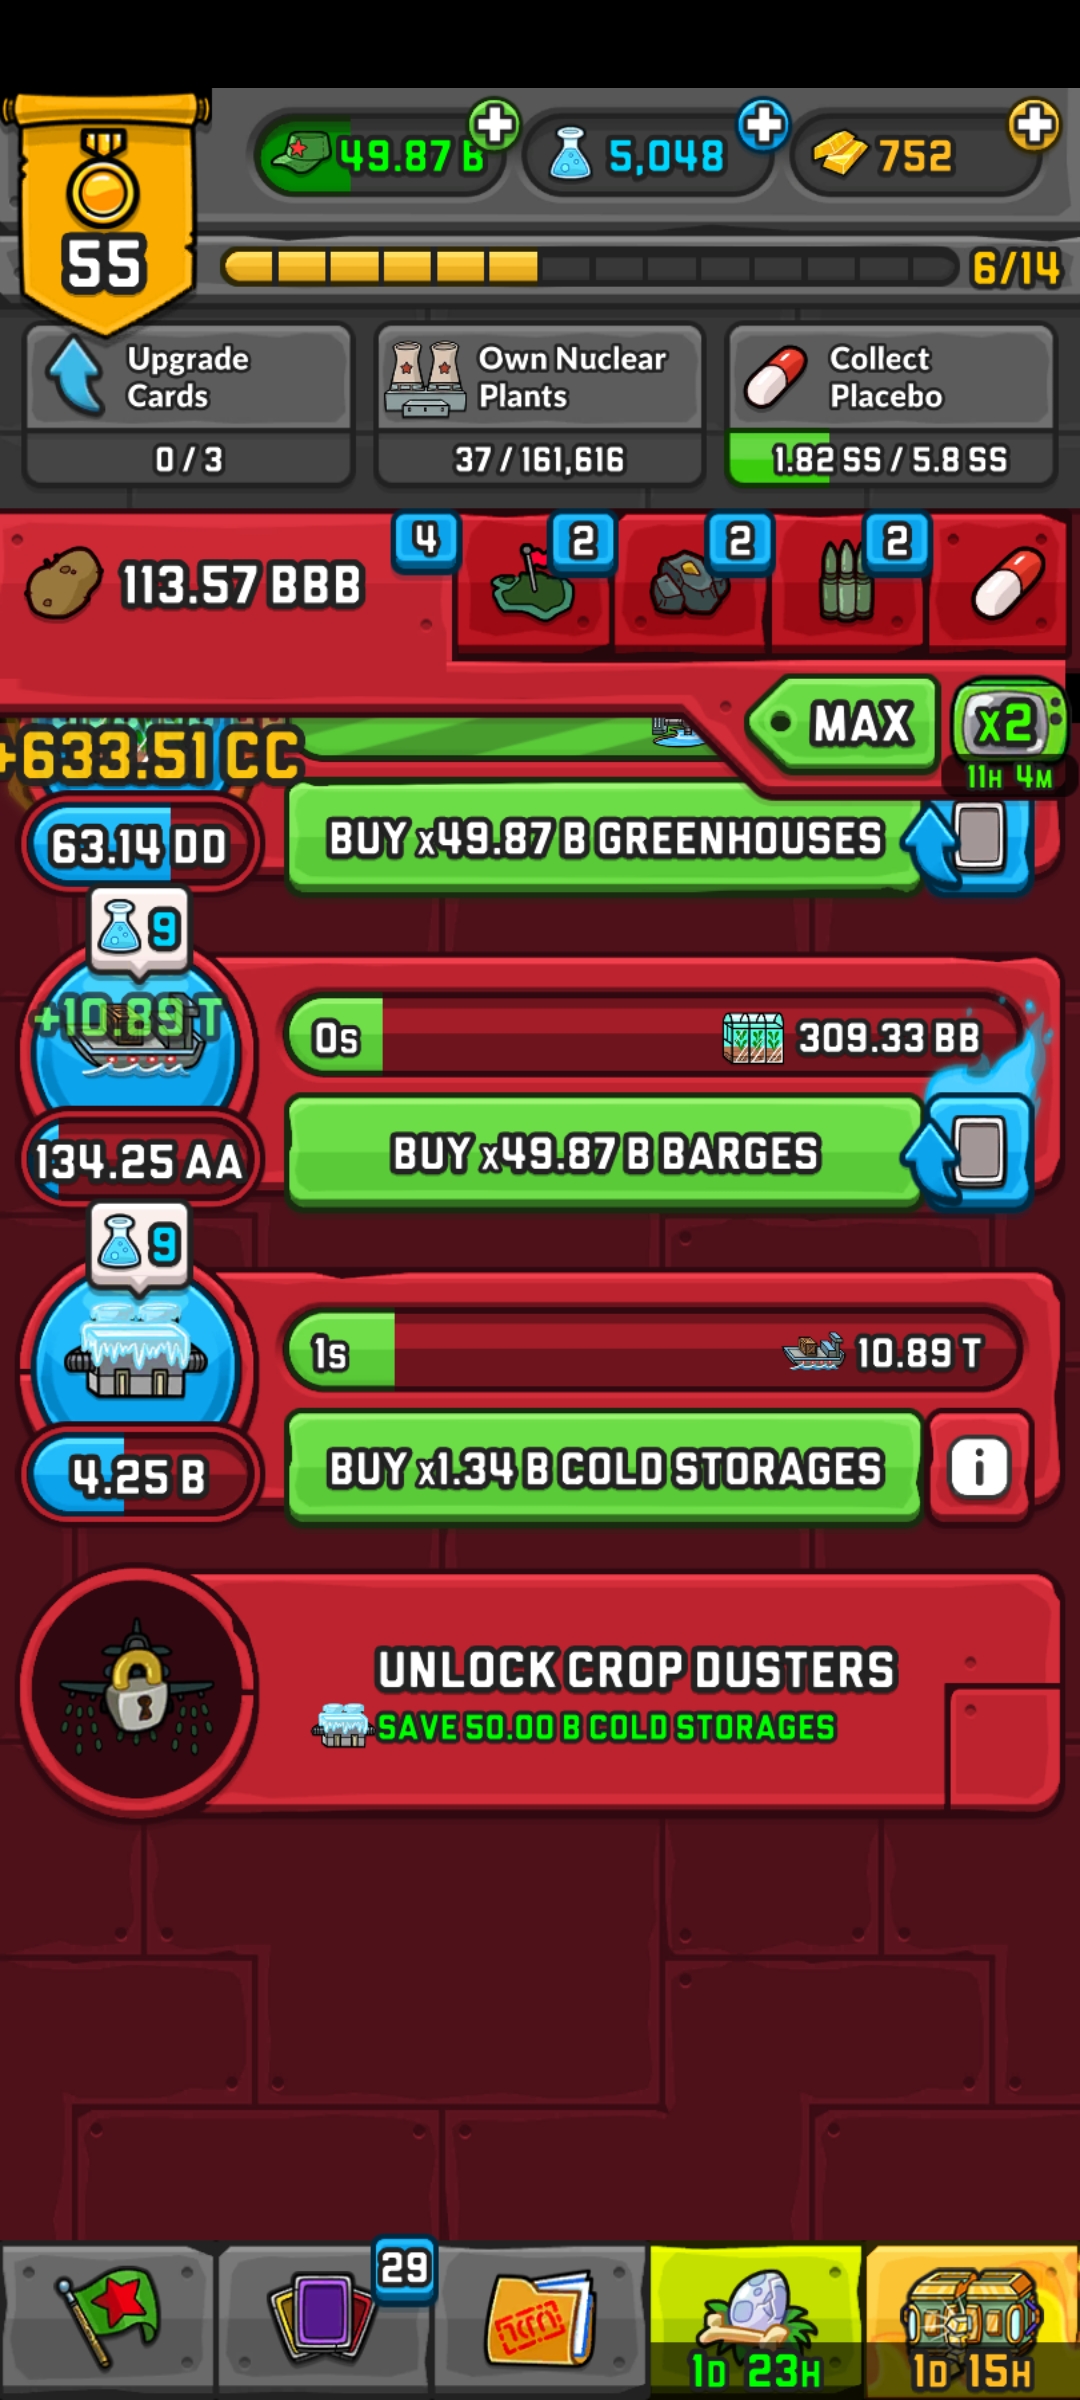 55
49.87 B
5,048
752
6/14
Upgrade
Cards
0 / 3
Own Nuclear
Plants
37 / 161,616
Collect
Placebo
1.82 SS / 5.8 SS
113.57 BBB
4
2
2
2
MAX
X2
11H 4M
+633.51 CC
63.14 DD
BUY x49.87 B GREENHOUSES
9
+10.89 T
0s
309.33 BB
134.25 AA
BUY x49.87 B BARGES
9
1s
10.89 T
4.25 B
BUY x1.34 B COLD STORAGES
i
UNLOCK CROP DUSTERS
SAVE 50.00 B COLD STORAGES
29
1D 23H
1D 15H